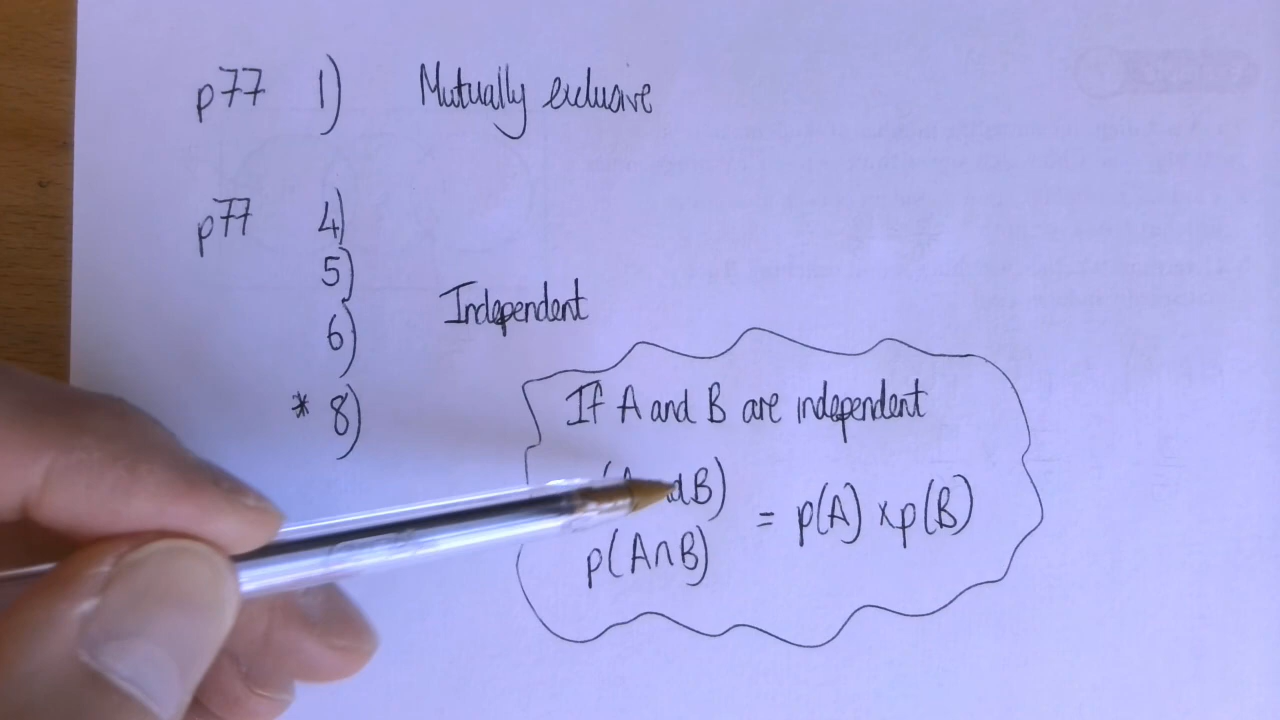 p77 1) Mutually exclusive
p77 4)
5)
6) Independent
* 8)
If A and B are independent
B)
p(A∩B) = p(A) x p(B)